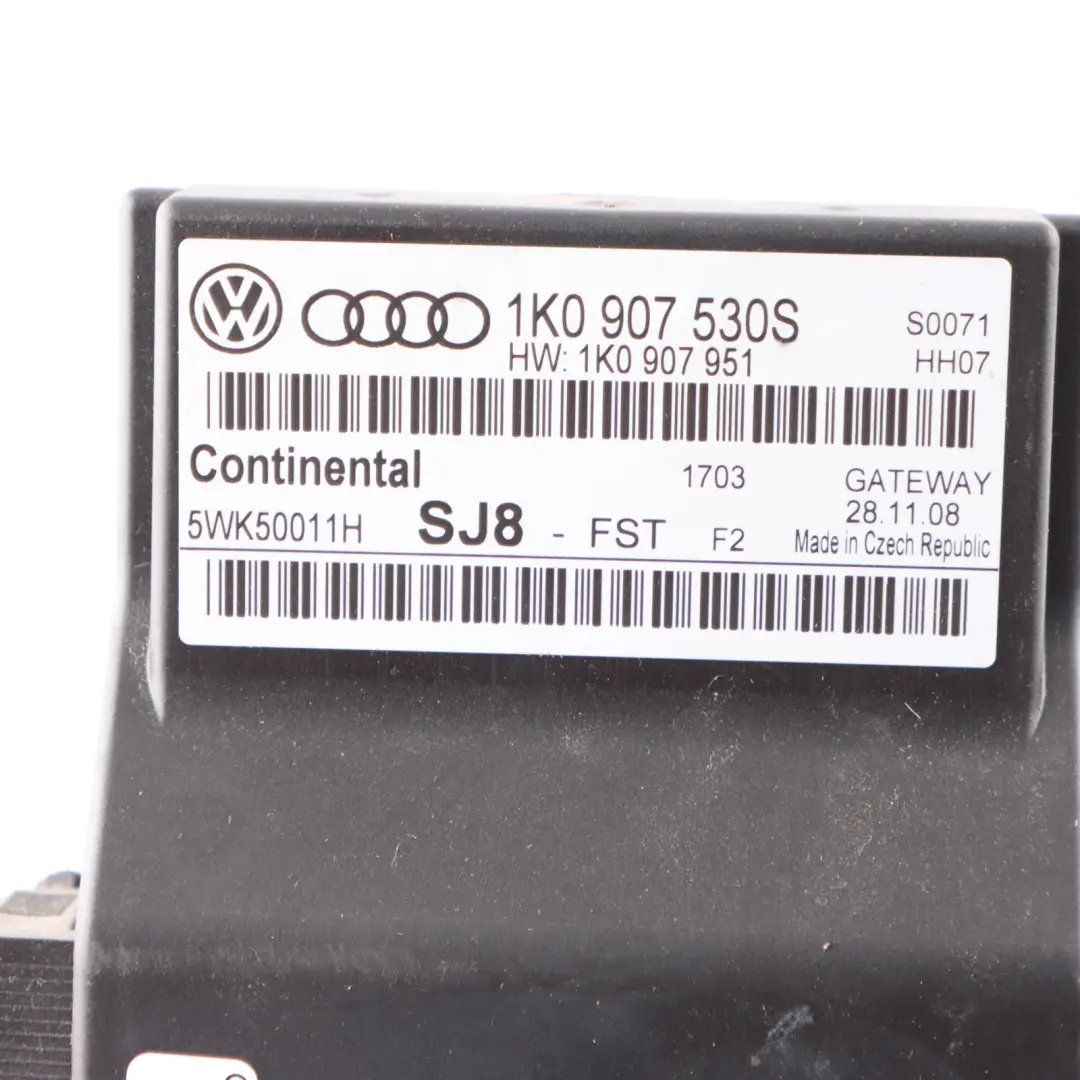 1K0 907 530S S0071
HW: 1K0 907 951 HH07
Continental 1703 GATEWAY
5WK50011H SJ8 - FST F2 28.11.08
Made in Czech Republic